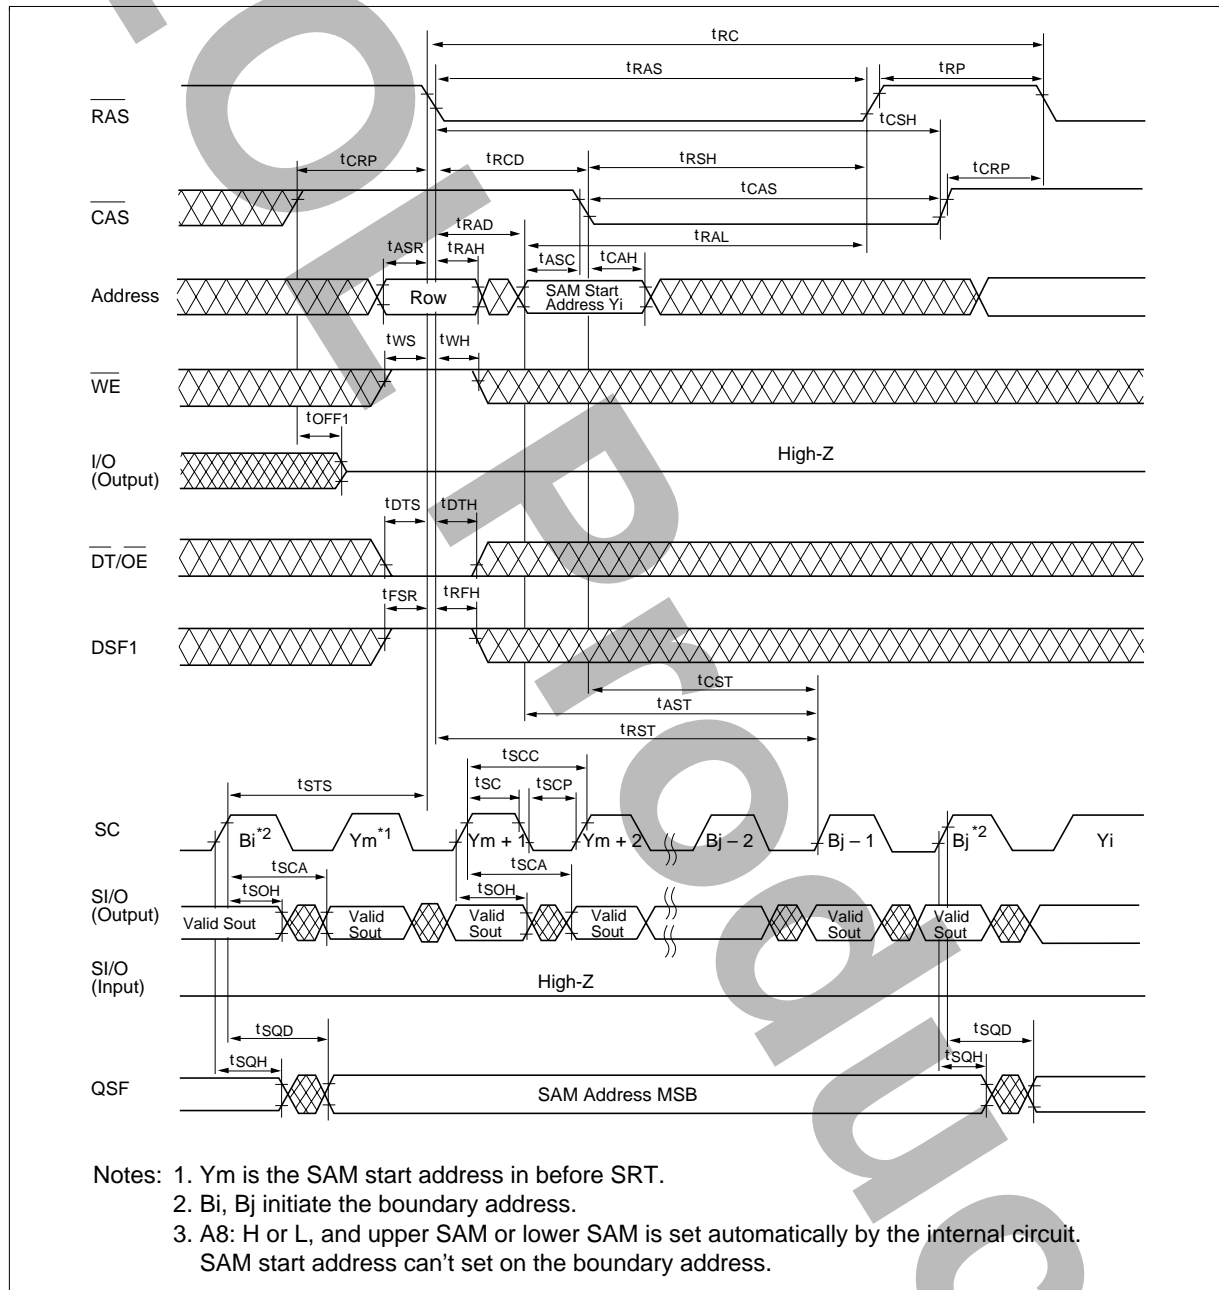 tRC
tRAS
tRP
RAS
tCSH
tCRP
tRCD
tRSH
tCRP
tCAS
CAS
tRAD
tRAL
tASR
tRAH
tASC
tCAH
Address
Row
SAM Start
Address Yi
tWS
tWH
WE
tOFF1
I/O
(Output)
High-Z
tDTS
tDTH
DT/OE
tFSR
tRFH
DSF1
tCST
tAST
tRST
tSCC
tSTS
tSC
tSCP
SC
Bi*2
Ym*1
Ym + 1
Ym + 2
Bj – 2
Bj – 1
Bj*2
Yi
tSCA
tSCA
tSOH
tSOH
SI/O
(Output)
Valid Sout
Valid
Sout
Valid
Sout
Valid
Sout
Valid
Sout
Valid
Sout
SI/O
(Input)
High-Z
tSQD
tSQD
tSQH
tSQH
QSF
SAM Address MSB
Notes: 1. Ym is the SAM start address in before SRT.
2. Bi, Bj initiate the boundary address.
3. A8: H or L, and upper SAM or lower SAM is set automatically by the internal circuit.
SAM start address can't set on the boundary address.
OL Produc